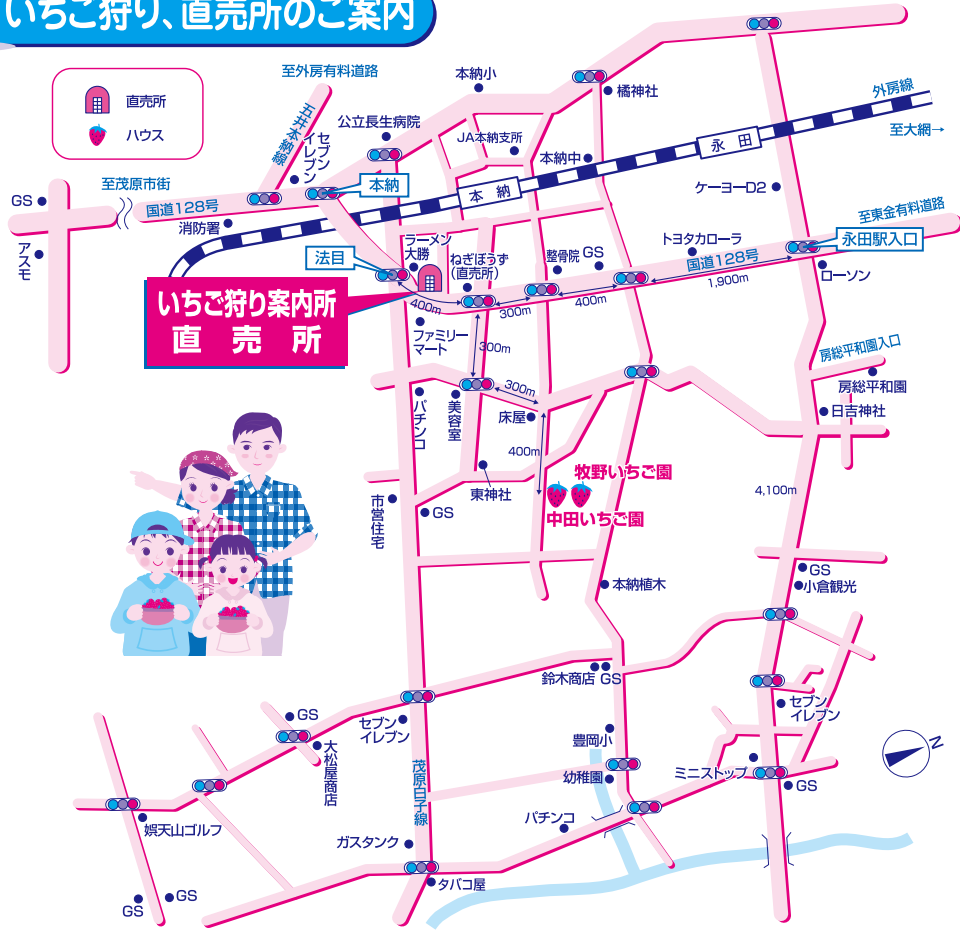 いちご狩り、直売所のご案内
直売所
ハウス
至外房有料道路
五井本納線
セブン
イレブン
公立長生病院
本納小
JA本納支所
本納中
橘神社
外房線
至大網→
永田
本納
本納
ケーヨーD2
至茂原市街
国道128号
消防署
GS
アスモ
法目
ラーメン
大勝
ねぎぼうず
(直売所)
整骨院
GS
トヨタカローラ
国道128号
1,900m
至東金有料道路
永田駅入口
ローソン
いちご狩り案内所
直売所
400m
300m
400m
ファミリー
マート
300m
300m
パチンコ
美容室
床屋
400m
東神社
房総平和園入口
房総平和園
日吉神社
牧野いちご園
中田いちご園
4,100m
市営住宅
GS
本納植木
GS
小倉観光
鈴木商店
GS
セブン
イレブン
GS
大松屋商店
セブン
イレブン
茂原白子線
豊岡小
幼稚園
ミニストップ
GS
N
娯天山ゴルフ
ガスタンク
パチンコ
タバコ屋
GS
GS